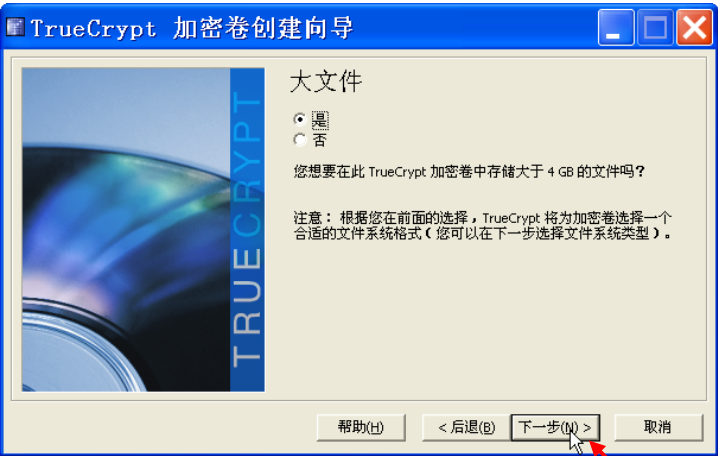 TrueCrypt 加密卷创建向导
大文件
是
否
您想要在此 TrueCrypt 加密卷中存储大于 4 GB 的文件吗？
注意：根据您在前面的选择，TrueCrypt 将为加密卷选择一个
合适的文件系统格式（您可以在下一步选择文件系统类型）。
TRUECRYPT
帮助(H)
< 后退(B)
下一步(N) >
取消